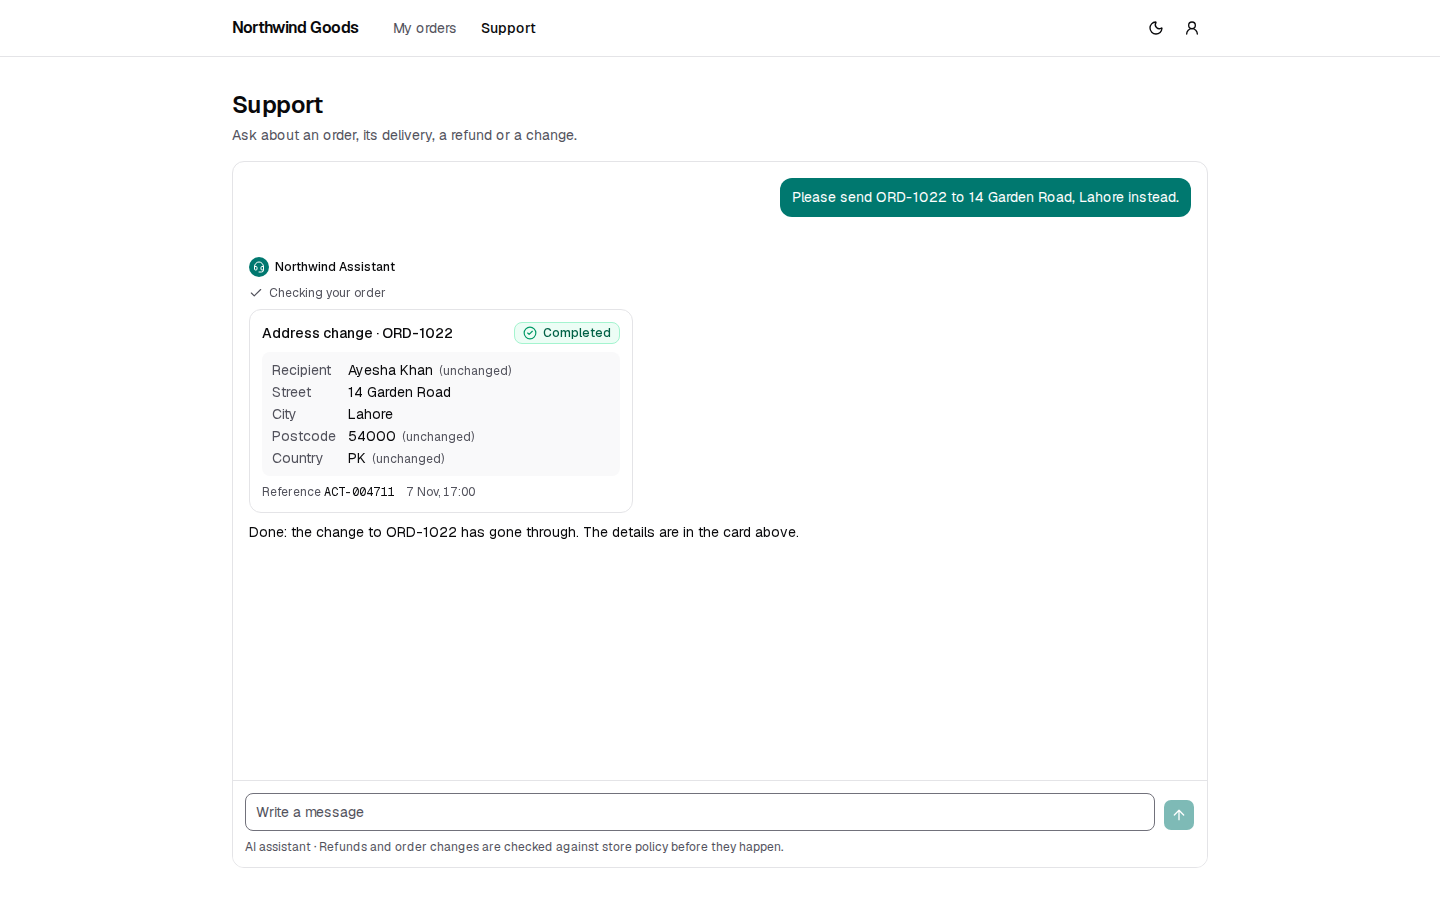 Northwind Goods My orders Support
Support
Ask about an order, its delivery, a refund or a change.
Please send ORD-1022 to 14 Garden Road, Lahore instead.
Northwind Assistant
Checking your order
Address change · ORD-1022 Completed
Recipient Ayesha Khan (unchanged)
Street 14 Garden Road
City Lahore
Postcode 54000 (unchanged)
Country PK (unchanged)
Reference ACT-004711 7 Nov, 17:00
Done: the change to ORD-1022 has gone through. The details are in the card above.
Write a message
AI assistant · Refunds and order changes are checked against store policy before they happen.